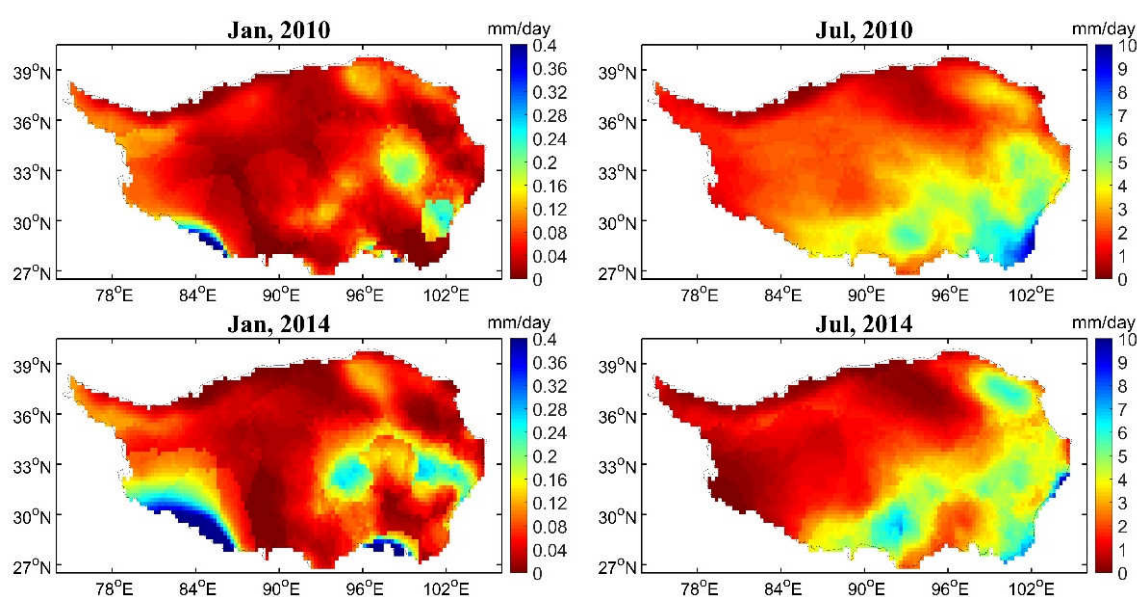 Jan, 2010
mm/day
39°N
36°N
33°N
30°N
27°N
78°E
84°E
90°E
96°E
102°E
0.4
0.36
0.32
0.28
0.24
0.2
0.16
0.12
0.08
0.04
0
Jul, 2010
mm/day
39°N
36°N
33°N
30°N
27°N
78°E
84°E
90°E
96°E
102°E
10
9
8
7
6
5
4
3
2
1
0
Jan, 2014
mm/day
39°N
36°N
33°N
30°N
27°N
78°E
84°E
90°E
96°E
102°E
0.4
0.36
0.32
0.28
0.24
0.2
0.16
0.12
0.08
0.04
0
Jul, 2014
mm/day
39°N
36°N
33°N
30°N
27°N
78°E
84°E
90°E
96°E
102°E
10
9
8
7
6
5
4
3
2
1
0